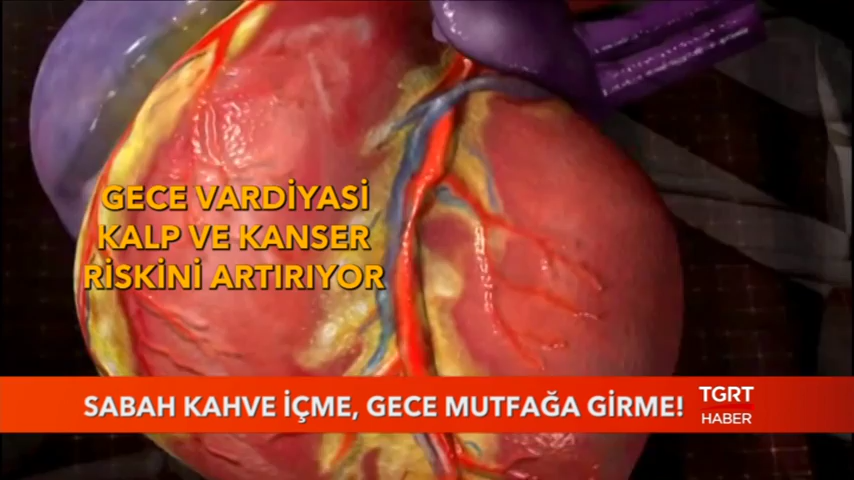 GECE VARDİYASİ
KALP VE KANSER
RİSKİNİ ARTIRIYOR
SABAH KAHVE İÇME, GECE MUTFAĞA GİRME!
TGRT
HABER